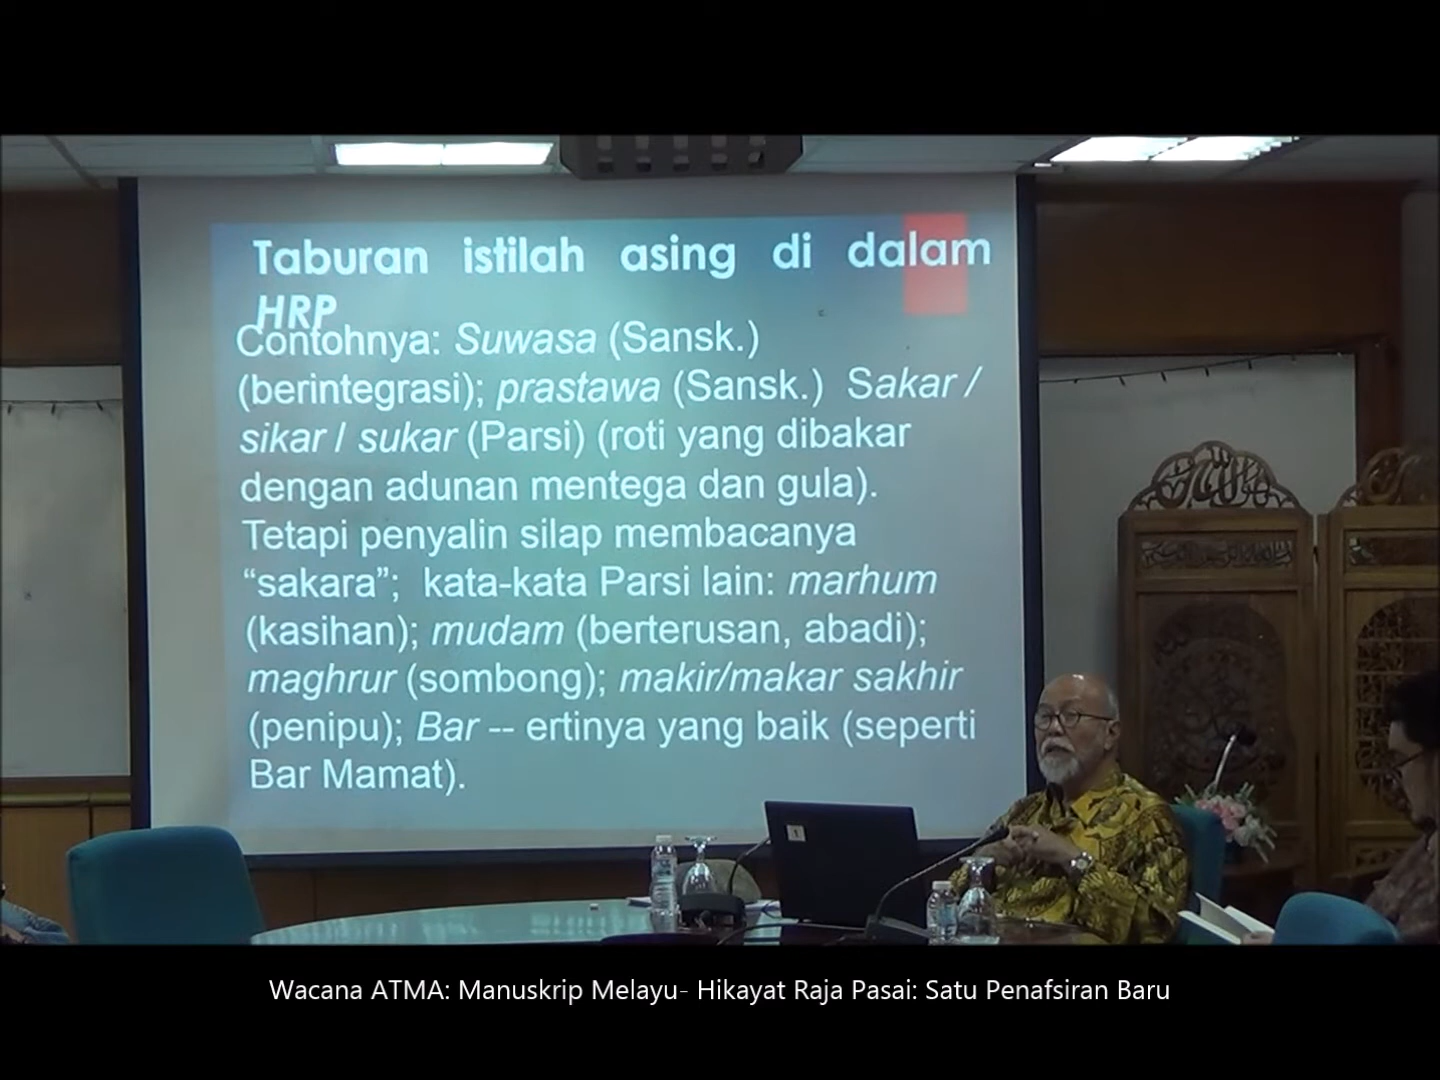 Taburan istilah asing di dalam
HRP
Contohnya: Suwasa (Sansk.)
(berintegrasi); prastawa (Sansk.) Sakar /
sikar / sukar (Parsi) (roti yang dibakar
dengan adunan mentega dan gula).
Tetapi penyalin silap membacanya
“sakara”; kata-kata Parsi lain: marhum
(kasihan); mudam (berterusan, abadi);
maghrur (sombong); makir/makar sakhir
(penipu); Bar -- ertinya yang baik (seperti
Bar Mamat).
1
Wacana ATMA: Manuskrip Melayu- Hikayat Raja Pasai: Satu Penafsiran Baru